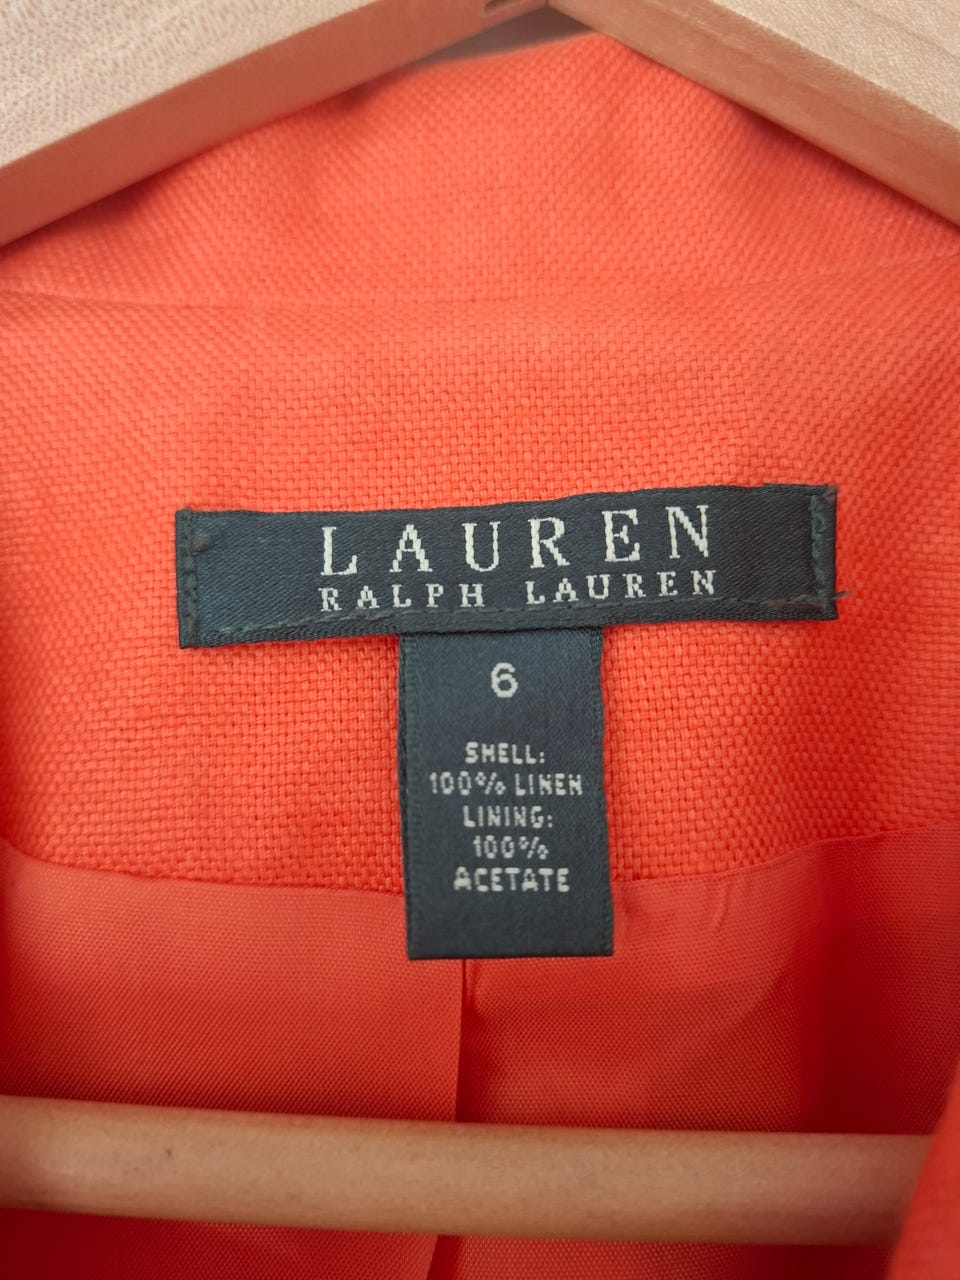 LAUREN
RALPH LAUREN
6
SHELL:
100% LINEN
LINING:
100%
ACETATE